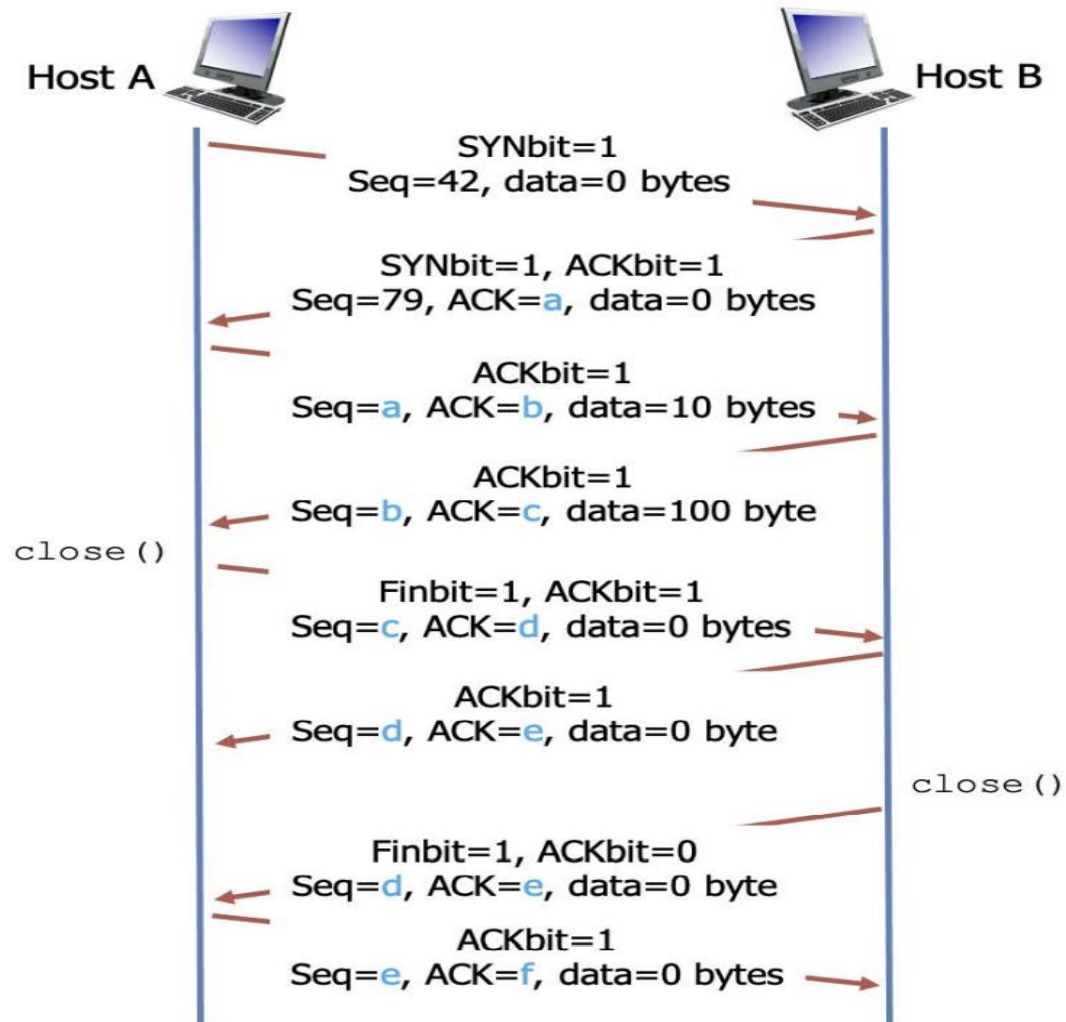 Host A
Host B
SYNbit=1
Seq=42, data=0 bytes
SYNbit=1, ACKbit=1
Seq=79, ACK=a, data=0 bytes
ACKbit=1
Seq=a, ACK=b, data=10 bytes
ACKbit=1
Seq=b, ACK=c, data=100 byte
close()
Finbit=1, ACKbit=1
Seq=c, ACK=d, data=0 bytes
ACKbit=1
Seq=d, ACK=e, data=0 byte
close()
Finbit=1, ACKbit=0
Seq=d, ACK=e, data=0 byte
ACKbit=1
Seq=e, ACK=f, data=0 bytes